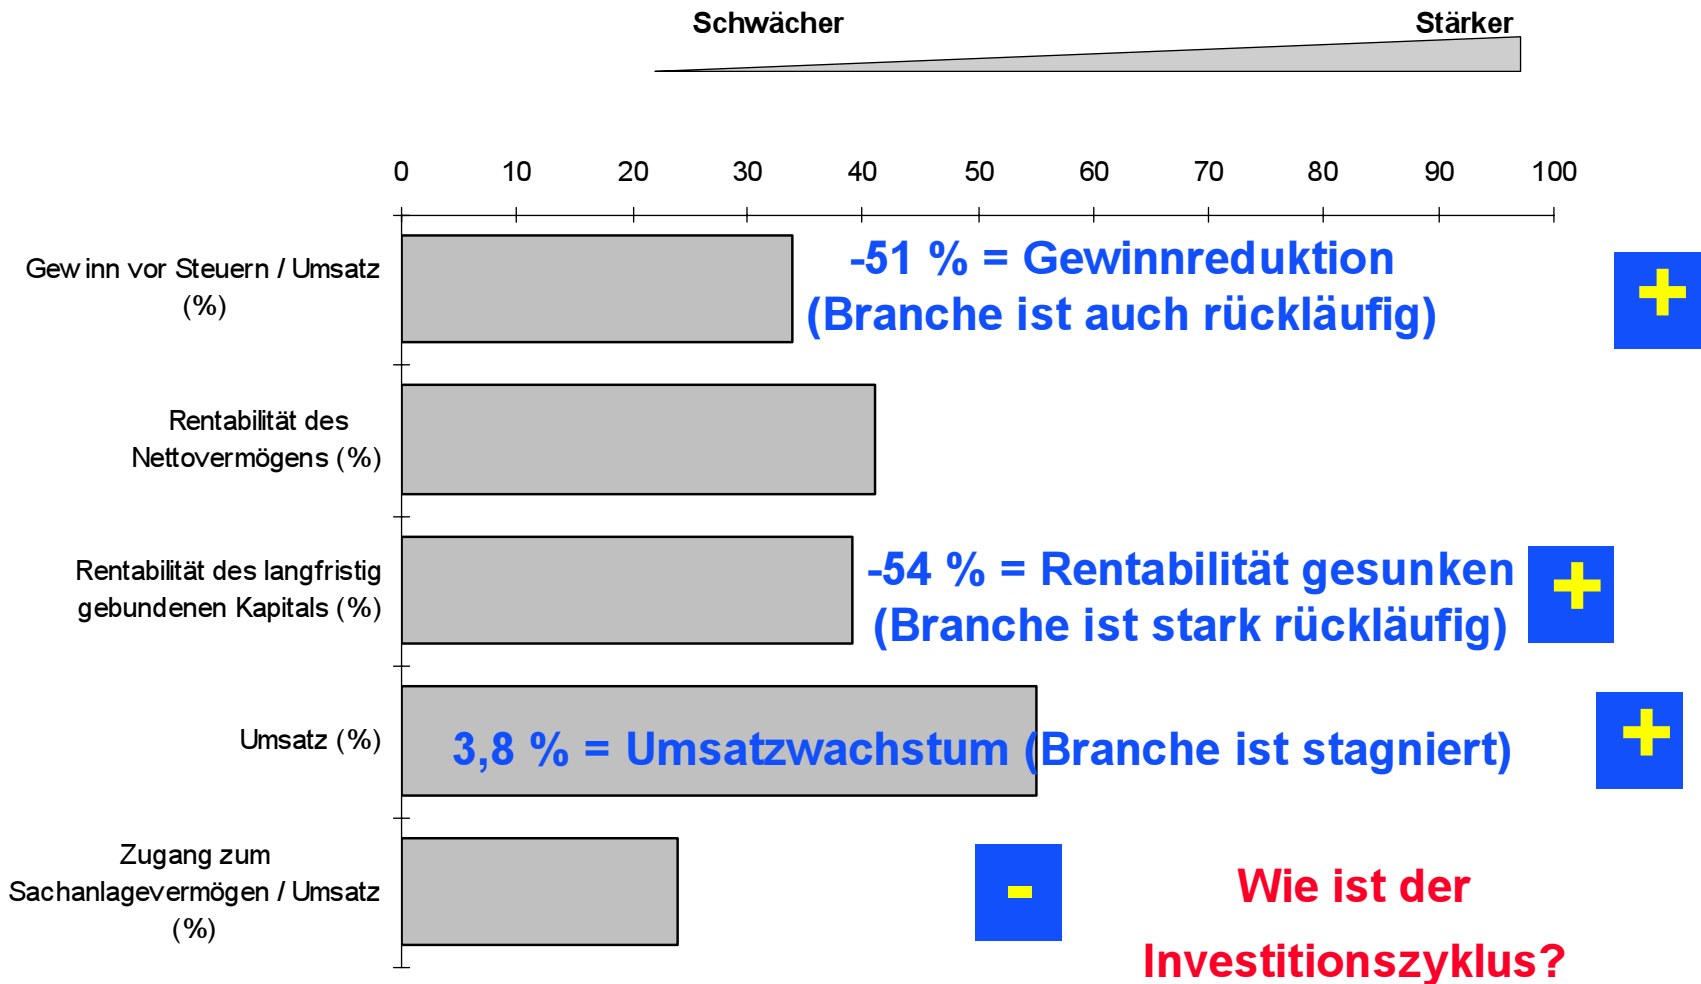 Schwächer Stärker
0 10 20 30 40 50 60 70 80 90 100
Gewinn vor Steuern / Umsatz
(%)
-51 % = Gewinnreduktion
(Branche ist auch rückläufig)
+
Rentabilität des
Nettovermögens (%)
Rentabilität des langfristig
gebundenen Kapitals (%)
-54 % = Rentabilität gesunken
(Branche ist stark rückläufig)
+
Umsatz (%)
3,8 % = Umsatzwachstum (Branche ist stagniert)
+
Zugang zum
Sachanlagevermögen / Umsatz
(%)
-
Wie ist der
Investitionszyklus?